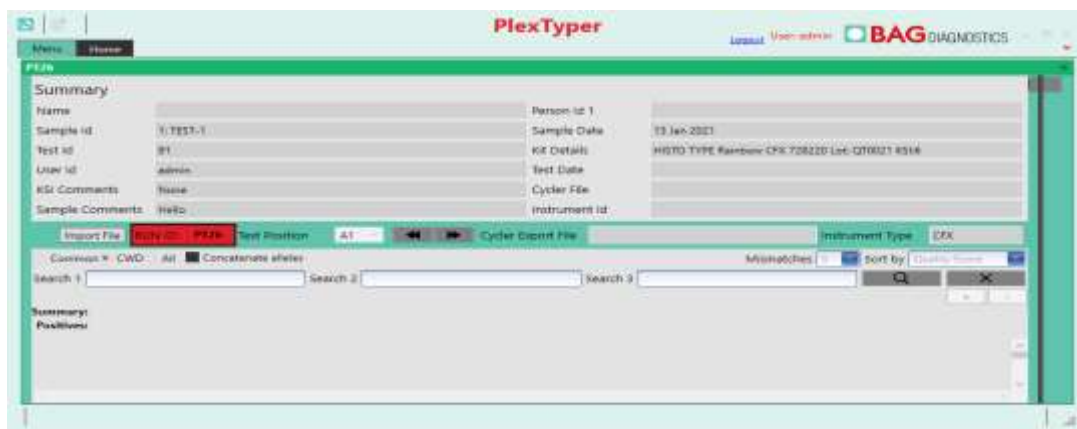 PlexTyper
Menu Home
Logout User: admin BAG DIAGNOSTICS
P326
Summary
Name Person Id 1
Sample id 1: TEST-1 Sample Date 13 Jan 2021
Test id 91 Kit Details HISTO TYPE Rainbow CFX 728220 Lot: QT0021
User id admin Test Date
KSI Comments None Cycler File
Sample Comments Hello Instrument Id
Import File P326 Test Position A1 Cycler Export File Instrument Type CFX
Common CWD All Concatenate alleles Mismatches 0 Sort by
Search 1 Search 2 Search 3
Summary:
Positives: